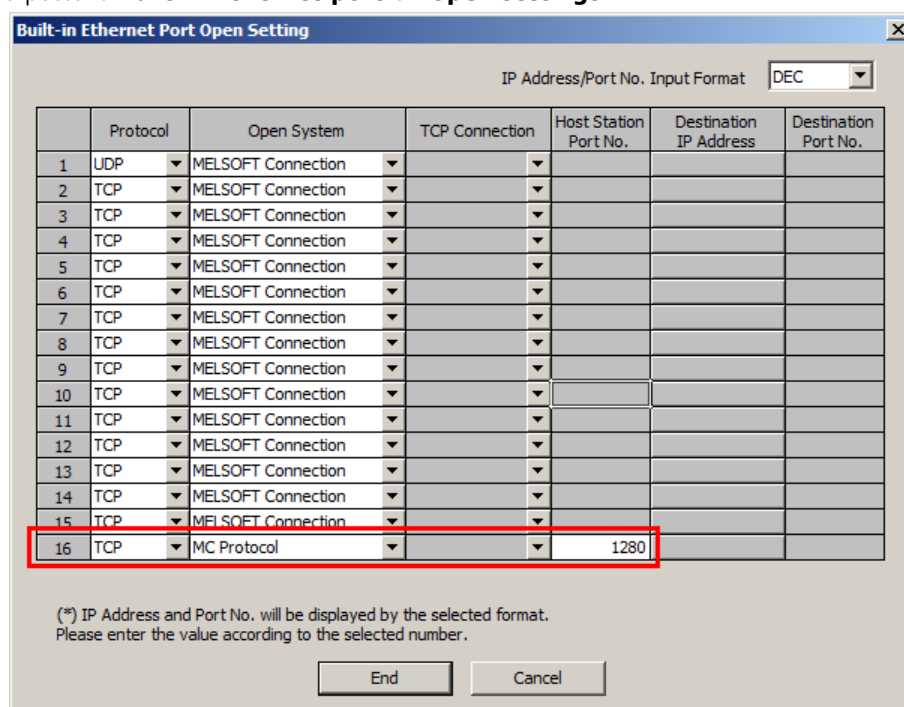 Ethernet port open settings
Built-in Ethernet Port Open Setting
IP Address/Port No. Input Format DEC
Protocol Open System TCP Connection Host Station Port No. Destination IP Address Destination Port No.
1 UDP MELSOFT Connection
2 TCP MELSOFT Connection
3 TCP MELSOFT Connection
4 TCP MELSOFT Connection
5 TCP MELSOFT Connection
6 TCP MELSOFT Connection
7 TCP MELSOFT Connection
8 TCP MELSOFT Connection
9 TCP MELSOFT Connection
10 TCP MELSOFT Connection
11 TCP MELSOFT Connection
12 TCP MELSOFT Connection
13 TCP MELSOFT Connection
14 TCP MELSOFT Connection
15 TCP MELSOFT Connection
16 TCP MC Protocol 1280
(*) IP Address and Port No. will be displayed by the selected format.
Please enter the value according to the selected number.
End Cancel